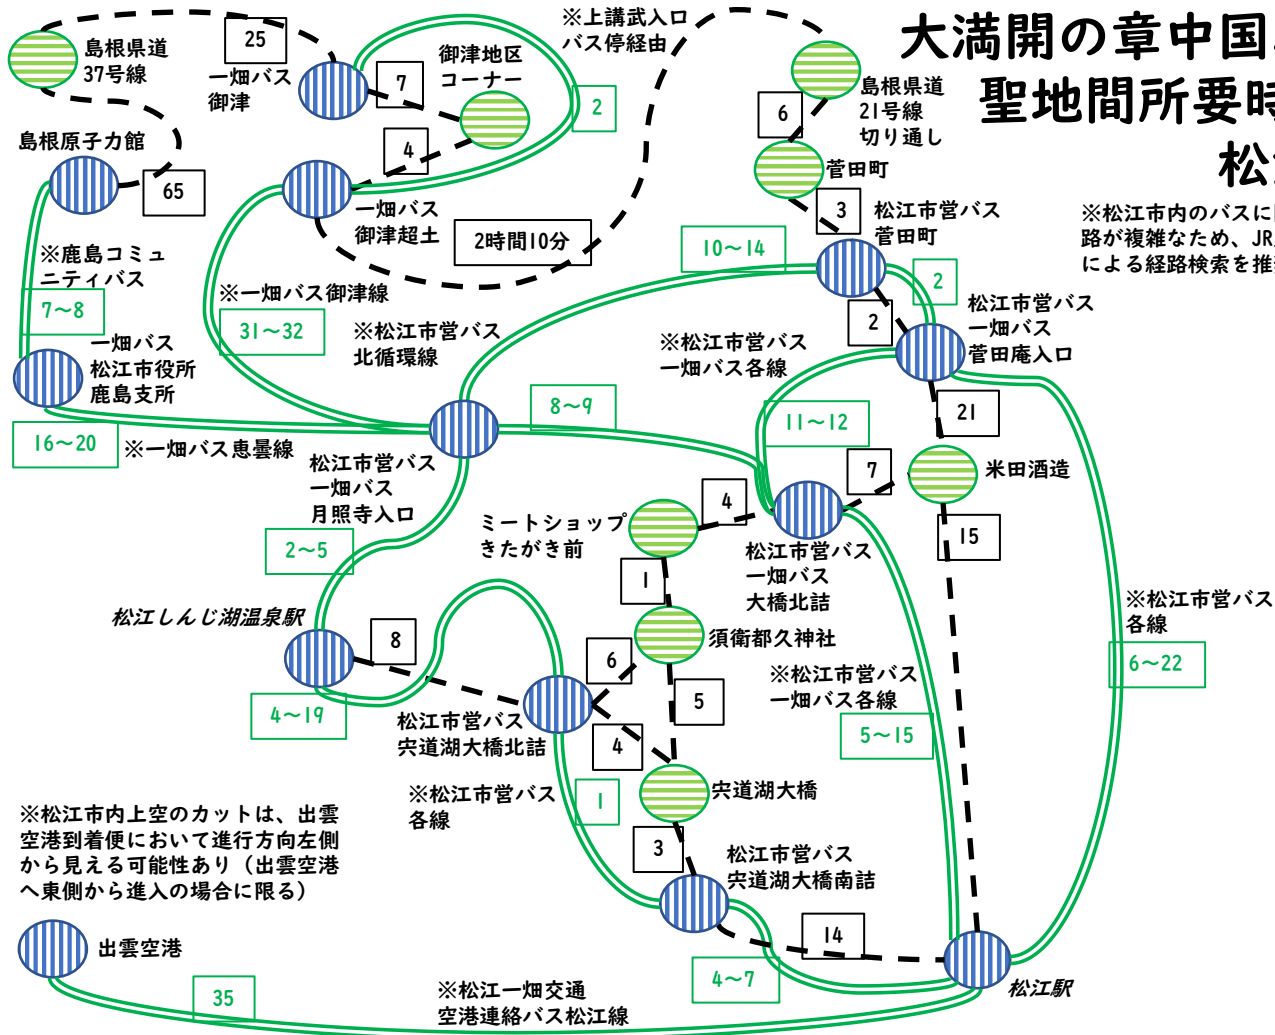 大満開の章中国
聖地間所要時
松
※松江市内のバスに
路が複雑なため、JR
による経路検索を推
島根県道
37号線
25
一畑バス
御津
7
御津地区
コーナー
※上講武入口
バス停経由
2
4
島根原子力館
65
一畑バス
御津超土
2時間10分
島根県道
21号線
切り通し
6
菅田町
3
松江市営バス
菅田町
10～14
2
2
松江市営バス
一畑バス
菅田庵入口
※鹿島コミュ
ニティバス
7～8
一畑バス
松江市役所
鹿島支所
※一畑バス御津線
31～32
※松江市営バス
北循環線
※松江市営バス
一畑バス各線
11～12
8～9
21
16～20
※一畑バス恵曇線
松江市営バス
一畑バス
月照寺入口
2～5
ミートショップ
きたがき前
4
7
米田酒造
15
松江市営バス
一畑バス
大橋北詰
1
須衛都久神社
松江しんじ湖温泉駅
8
6
5
4
4～19
松江市営バス
宍道湖大橋北詰
※松江市営バス
一畑バス各線
5～15
※松江市営バス
各線
6～22
※松江市営バス
各線
1
宍道湖大橋
3
松江市営バス
宍道湖大橋南詰
14
4～7
松江駅
※松江市内上空のカットは、出雲
空港到着便において進行方向左側
から見える可能性あり（出雲空港
へ東側から進入の場合に限る）
出雲空港
35
※松江一畑交通
空港連絡バス松江線